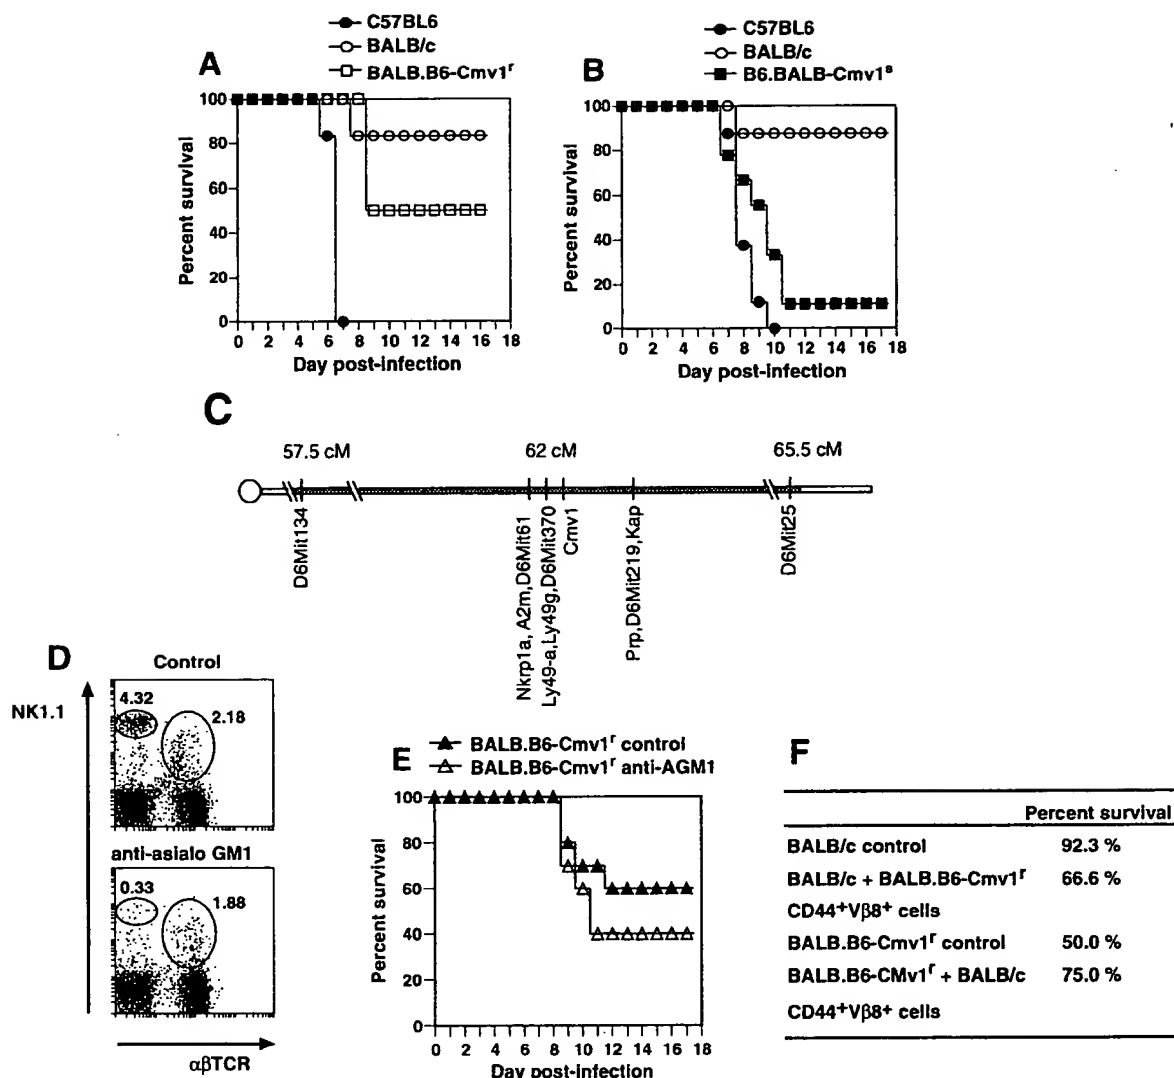 A
C57BL6
BALB/c
BALB.B6-Cmv1r
Percent survival
100
80
60
40
20
0
0 2 4 6 8 10 12 14 16 18
Day post-infection
B
C57BL6
BALB/c
B6.BALB-Cmv1s
Percent survival
100
80
60
40
20
0
0 2 4 6 8 10 12 14 16 18
Day post-infection
C
57.5 cM 62 cM 65.5 cM
D6Mit134
Nkrp1a, A2m,D6Mit61
Ly49-a,Ly49g,D6Mit370
Cmv1
Prp,D6Mit219,Kap
D6Mit25
D
Control
NK1.1
4.32
2.18
anti-asialo GM1
0.33
1.88
αβTCR
E
BALB.B6-Cmv1r control
BALB.B6-Cmv1r anti-AGM1
Percent survival
100
80
60
40
20
0
0 2 4 6 8 10 12 14 16 18
Day post-infection
F
Percent survival
BALB/c control 92.3 %
BALB/c + BALB.B6-Cmv1r 66.6 %
CD44+Vβ8+ cells
BALB.B6-Cmv1r control 50.0 %
BALB.B6-CMv1r + BALB/c 75.0 %
CD44+Vβ8+ cells